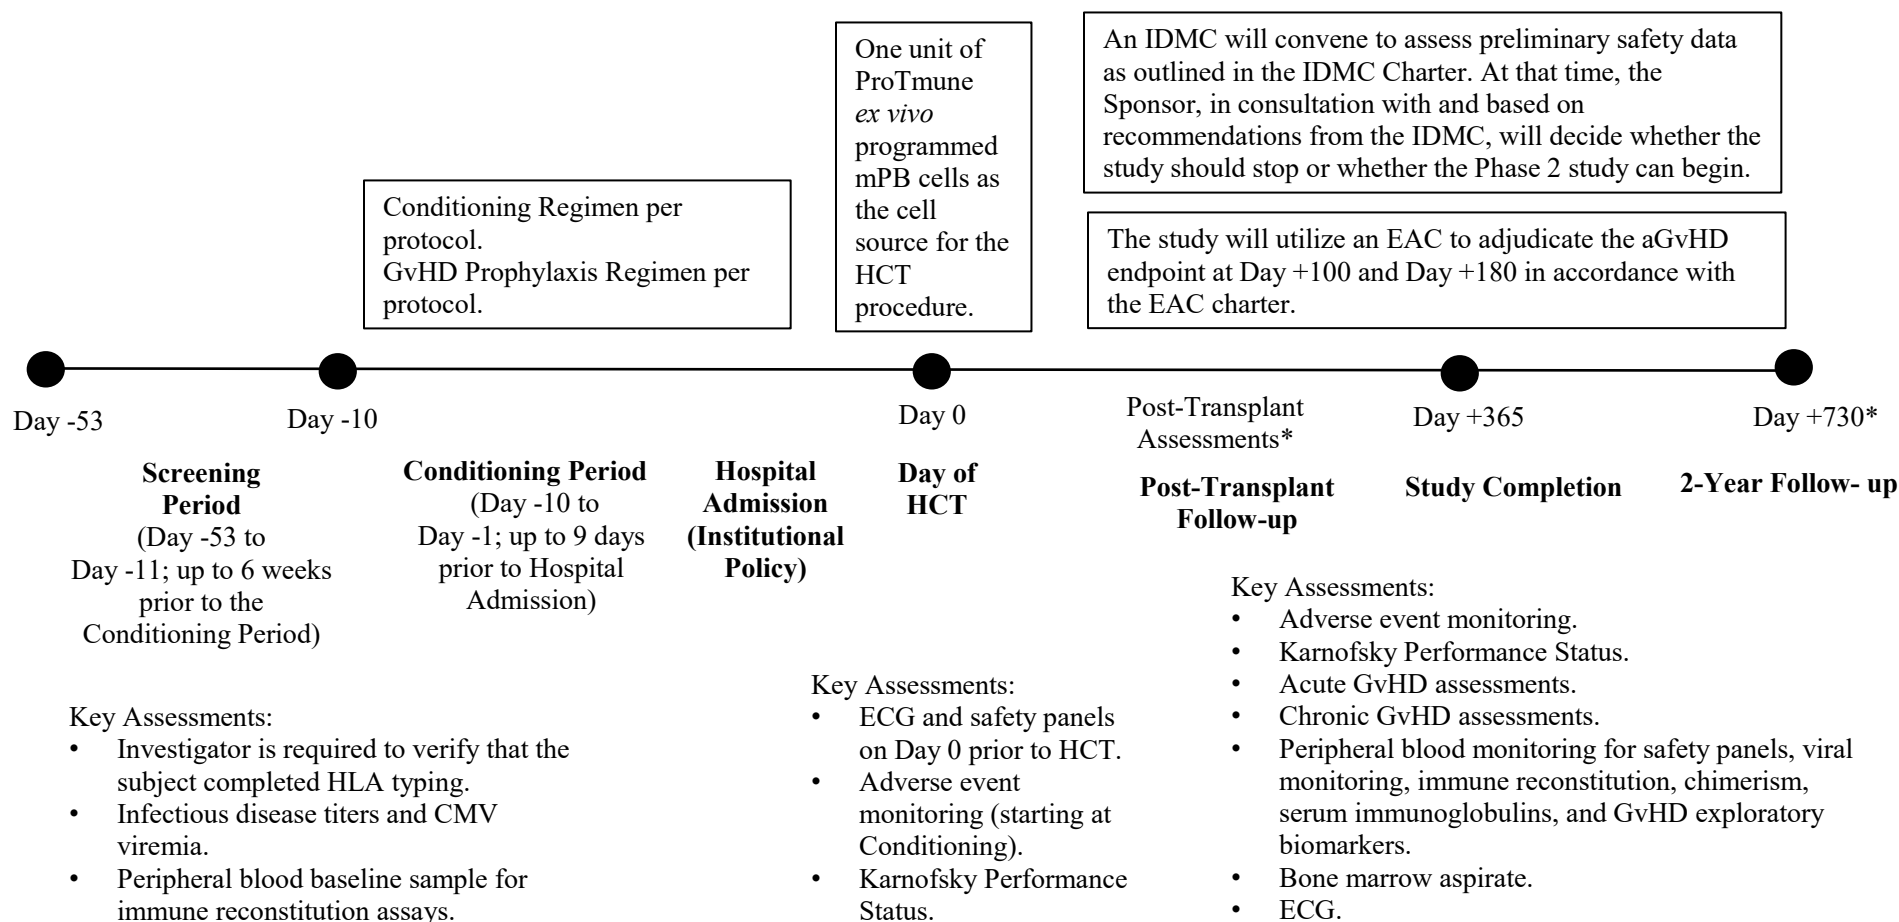 One unit of
ProTmune
ex vivo
programmed
mPB cells as
the cell
source for the
HCT
procedure.
An IDMC will convene to assess preliminary safety data
as outlined in the IDMC Charter. At that time, the
Sponsor, in consultation with and based on
recommendations from the IDMC, will decide whether the
study should stop or whether the Phase 2 study can begin.
Conditioning Regimen per
protocol.
GvHD Prophylaxis Regimen per
protocol.
The study will utilize an EAC to adjudicate the aGvHD
endpoint at Day +100 and Day +180 in accordance with
the EAC charter.
Day -53
Day -10
Day 0
Post-Transplant
Assessments*
Day +365
Day +730*
Screening
Period
(Day -53 to
Day -11; up to 6 weeks
prior to the
Conditioning Period)
Conditioning Period
(Day -10 to
Day -1; up to 9 days
prior to Hospital
Admission)
Hospital
Admission
(Institutional
Policy)
Day of
HCT
Post-Transplant
Follow-up
Study Completion
2-Year Follow- up
Key Assessments:
• Investigator is required to verify that the
subject completed HLA typing.
• Infectious disease titers and CMV
viremia.
• Peripheral blood baseline sample for
immune reconstitution assays.
Key Assessments:
• ECG and safety panels
on Day 0 prior to HCT.
• Adverse event
monitoring (starting at
Conditioning).
• Karnofsky Performance
Status.
Key Assessments:
• Adverse event monitoring.
• Karnofsky Performance Status.
• Acute GvHD assessments.
• Chronic GvHD assessments.
• Peripheral blood monitoring for safety panels, viral
monitoring, immune reconstitution, chimerism,
serum immunoglobulins, and GvHD exploratory
biomarkers.
• Bone marrow aspirate.
• ECG.